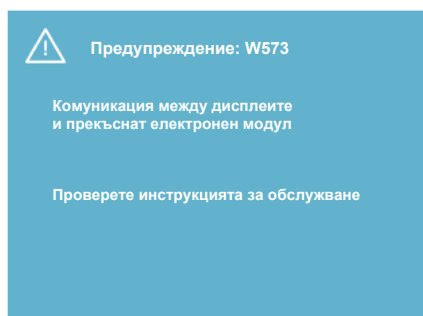 Предупреждение: W573
Комуникация между дисплеите
и прекъснат електронен модул
Проверете инструкцията за обслужване